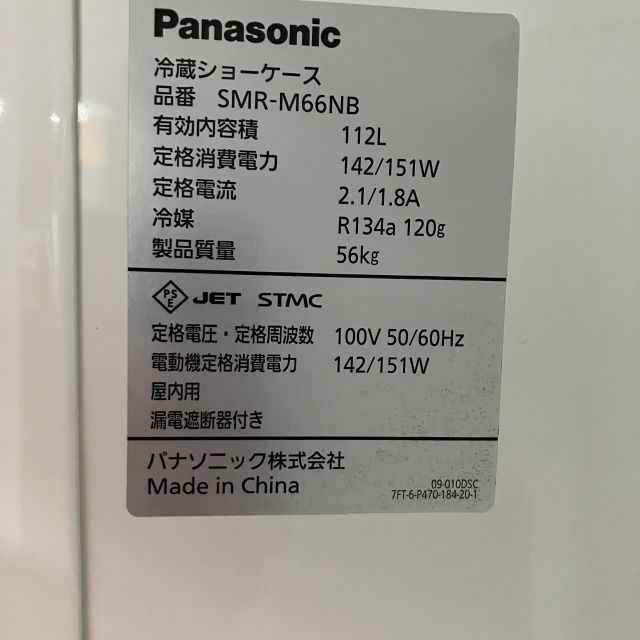 Panasonic
冷蔵ショーケース
品番 SMR-M66NB
有効内容積 112L
定格消費電力 142/151W
定格電流 2.1/1.8A
冷媒 R134a 120g
製品質量 56kg
PSE JET STMC
定格電圧・定格周波数 100V 50/60Hz
電動機定格消費電力 142/151W
屋内用
漏電遮断器付き
パナソニック株式会社
Made in China
09-010DSC
7FT-6-P470-184-20-1